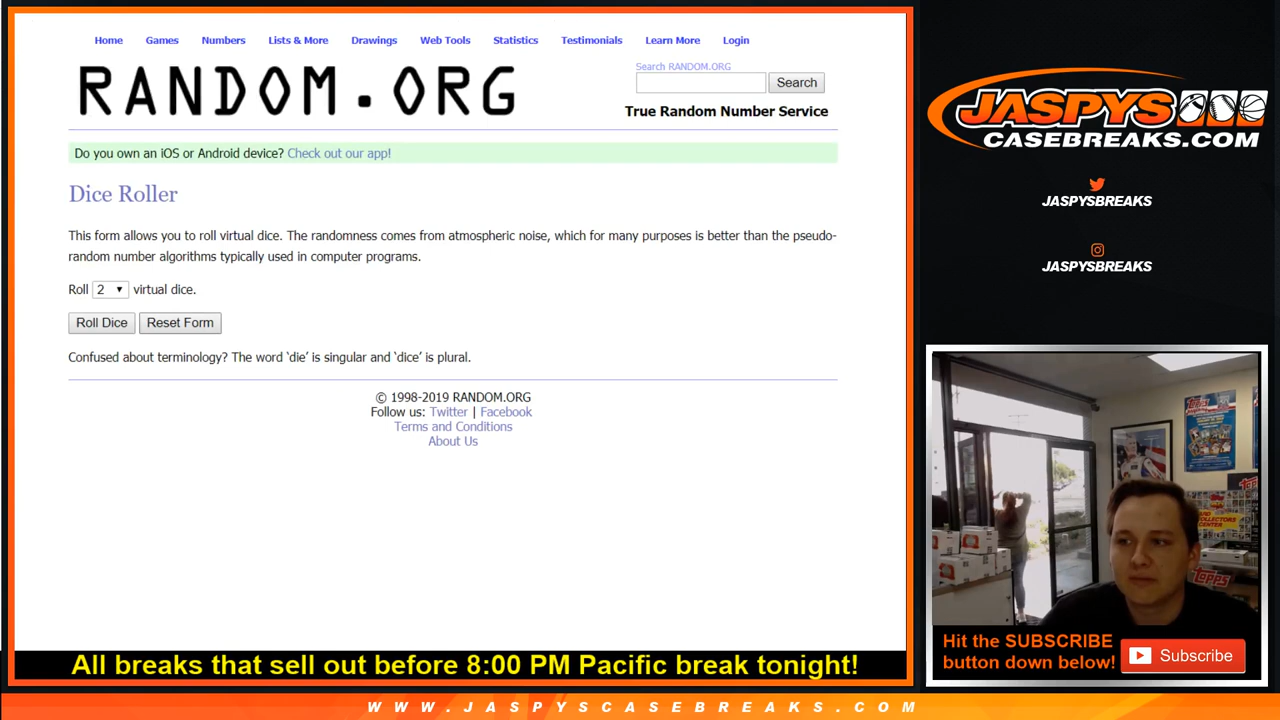 Home Games Numbers Lists & More Drawings Web Tools Statistics Testimonials Learn More Login
RANDOM.ORG
Search RANDOM.ORG
Search
True Random Number Service
Do you own an iOS or Android device? Check out our app!
Dice Roller
This form allows you to roll virtual dice. The randomness comes from atmospheric noise, which for many purposes is better than the pseudo-
random number algorithms typically used in computer programs.
Roll 2 virtual dice.
Roll Dice Reset Form
Confused about terminology? The word ‘die’ is singular and ‘dice’ is plural.
© 1998-2019 RANDOM.ORG
Follow us: Twitter | Facebook
Terms and Conditions
About Us
All breaks that sell out before 8:00 PM Pacific break tonight!
JASPYS
CASEBREAKS.COM
JASPYSBREAKS
JASPYSBREAKS
Topps
COLLECTORS
CENTER
Topps
Hit the SUBSCRIBE
button down below!
Subscribe
WWW.JASPYSCASEBREAKS.COM